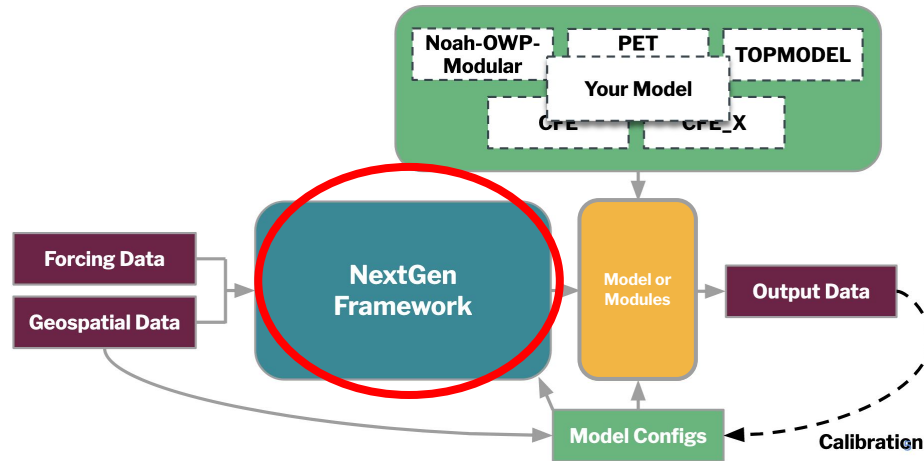 Noah-OWP-
Modular
PET
TOPMODEL
Your Model
CFE
CFE_X
Forcing Data
Geospatial Data
NextGen
Framework
Model or
Modules
Output Data
Model Configs
Calibration